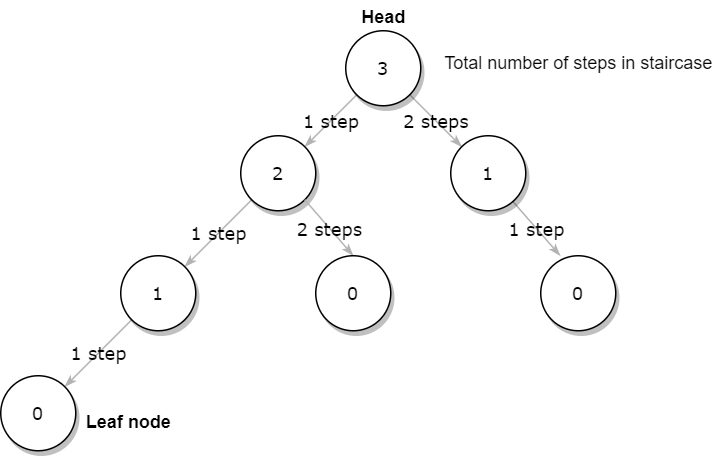 Head
3
Total number of steps in staircase
1 step
2 steps
2
1
1 step
2 steps
1 step
1
0
0
1 step
0
Leaf node